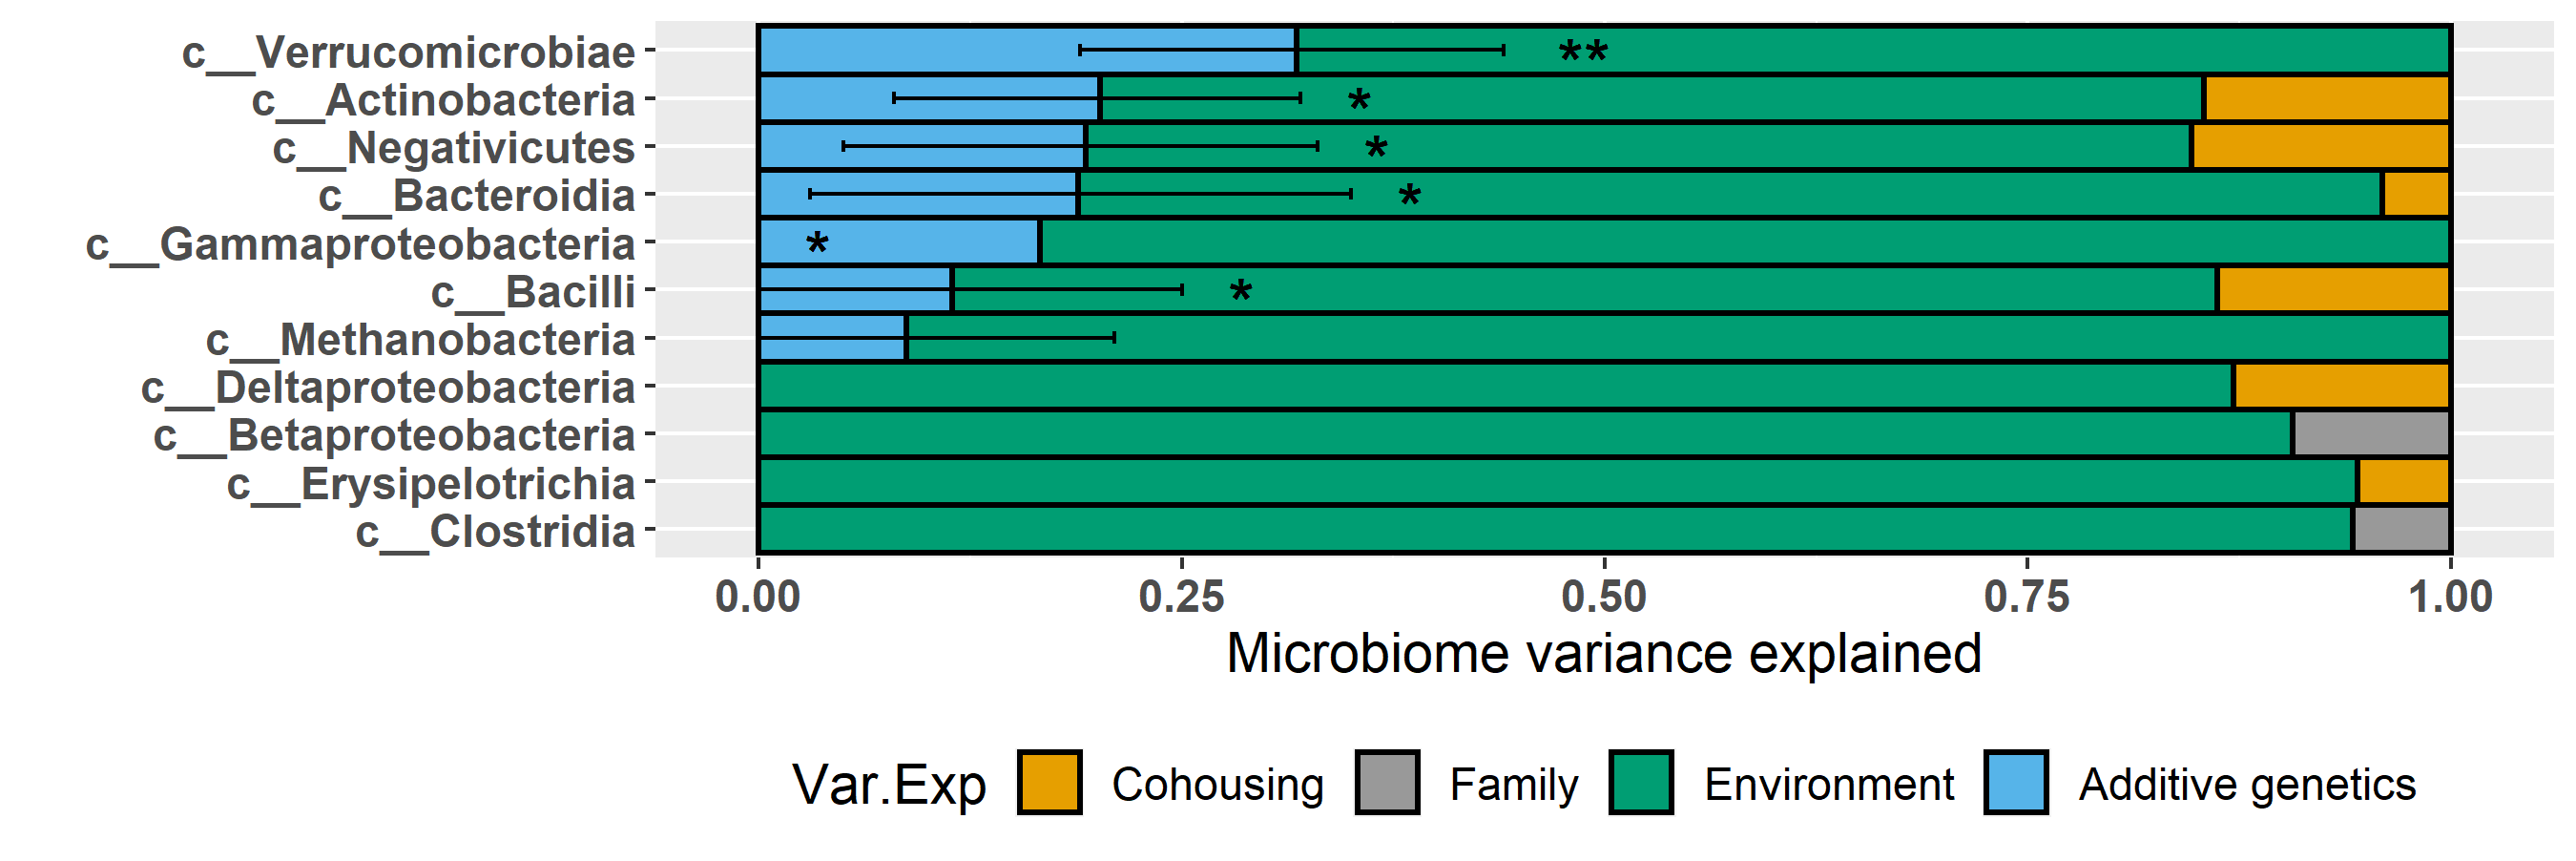 c__Verrucomicrobiae
**
c__Actinobacteria
*
c__Negativicutes
*
c__Bacteroidia
*
c__Gammaproteobacteria
*
c__Bacilli
*
c__Methanobacteria
c__Deltaproteobacteria
c__Betaproteobacteria
c__Erysipelotrichia
c__Clostridia
0.00 0.25 0.50 0.75 1.00
Microbiome variance explained
Var.Exp Cohousing Family Environment Additive genetics